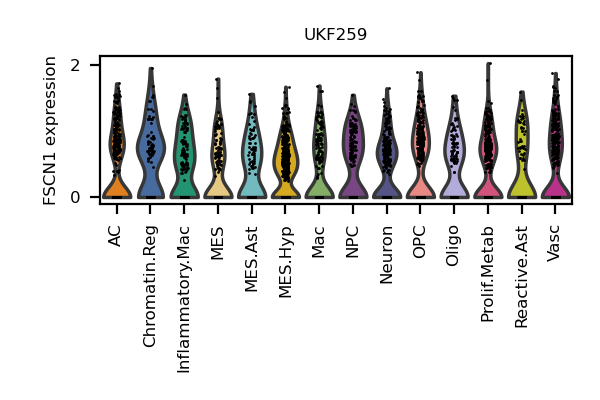 UKF259
FSCN1 expression
2
0
AC
Chromatin.Reg
Inflammatory.Mac
MES
MES.Ast
MES.Hyp
Mac
NPC
Neuron
OPC
Oligo
Prolif.Metab
Reactive.Ast
Vasc